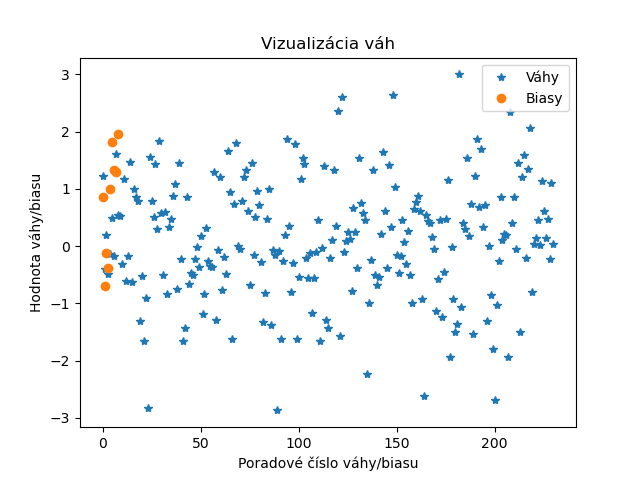 Vizualizácia váh
Váhy
Biasy
Hodnota váhy/biasu
3
2
1
0
−1
−2
−3
0
50
100
150
200
Poradové číslo váhy/biasu